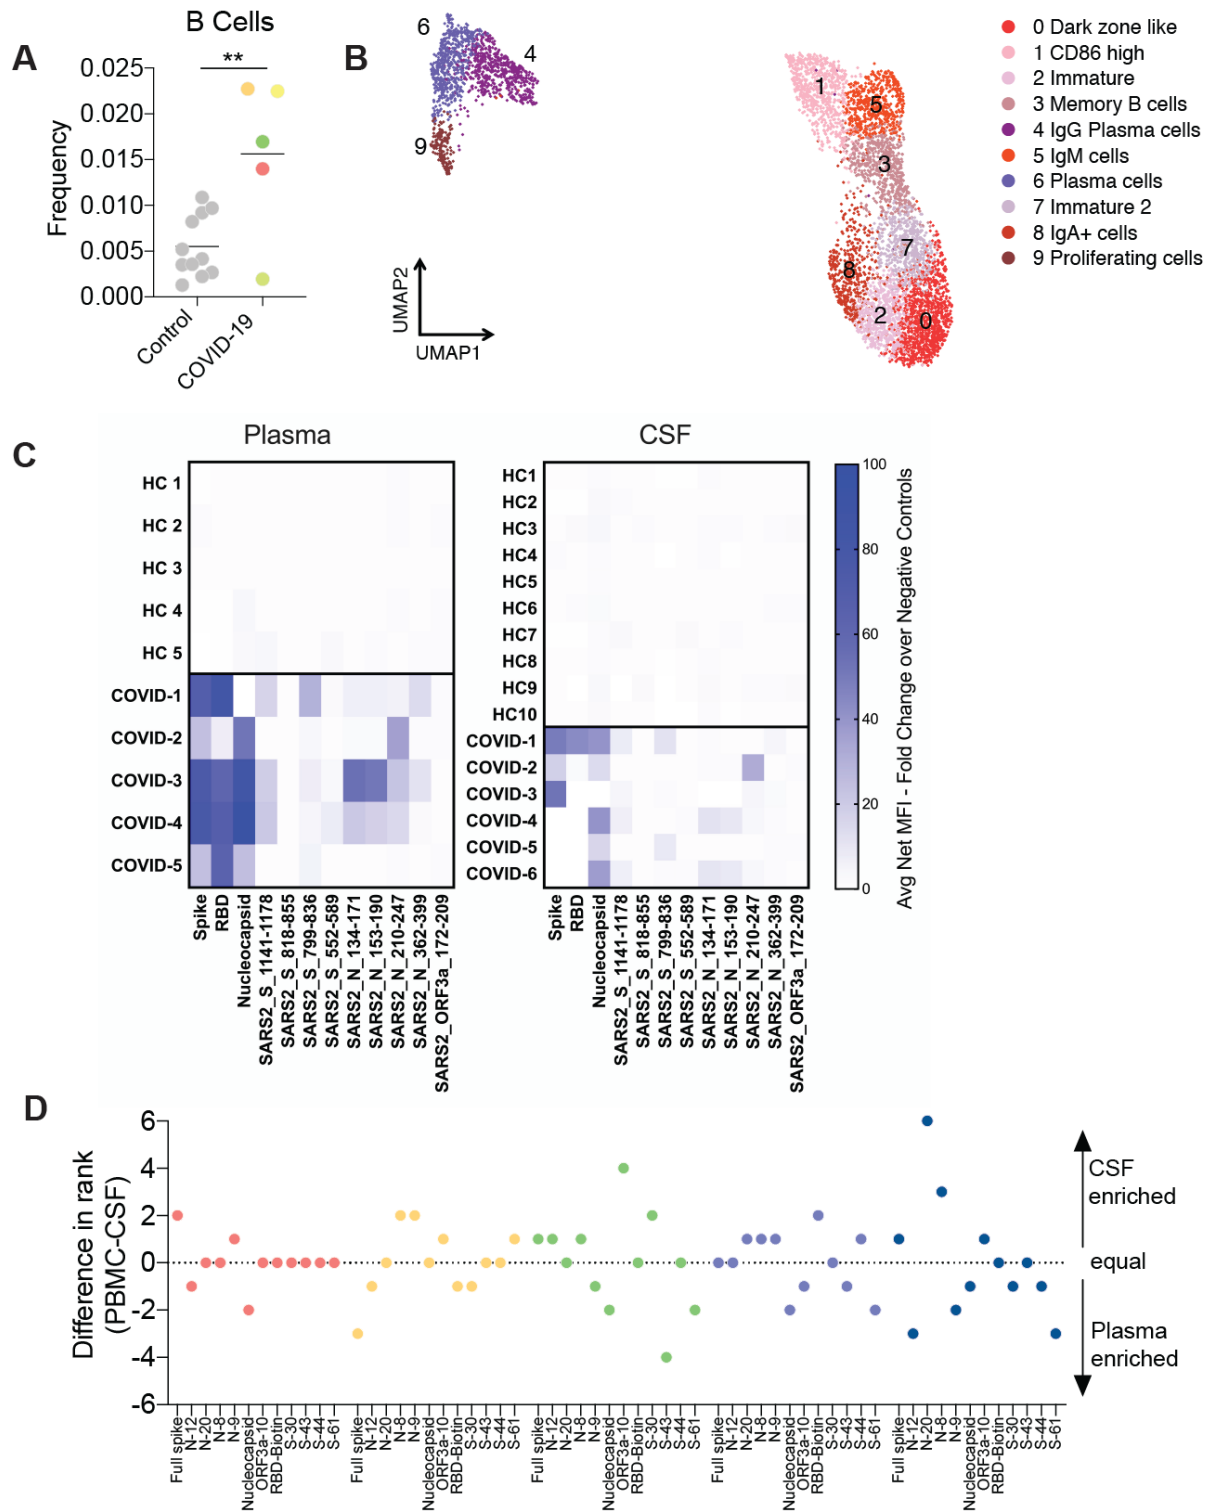 A
B Cells
**
Frequency
0.025
0.020
0.015
0.010
0.005
0.000
Control
COVID-19
B
6
4
9
1
5
3
7
8
2
0
UMAP2
UMAP1
0 Dark zone like
1 CD86 high
2 Immature
3 Memory B cells
4 IgG Plasma cells
5 IgM cells
6 Plasma cells
7 Immature 2
8 IgA+ cells
9 Proliferating cells
C
Plasma
HC 1
HC 2
HC 3
HC 4
HC 5
COVID-1
COVID-2
COVID-3
COVID-4
COVID-5
Spike
RBD
Nucleocapsid
SARS2_S_1141-1178
SARS2_S_818-855
SARS2_S_799-836
SARS2_S_552-589
SARS2_N_134-171
SARS2_N_153-190
SARS2_N_210-247
SARS2_N_362-399
SARS2_ORF3a_172-209
CSF
HC1
HC2
HC3
HC4
HC5
HC6
HC7
HC8
HC9
HC10
COVID-1
COVID-2
COVID-3
COVID-4
COVID-5
COVID-6
Spike
RBD
Nucleocapsid
SARS2_S_1141-1178
SARS2_S_818-855
SARS2_S_799-836
SARS2_S_552-589
SARS2_N_134-171
SARS2_N_153-190
SARS2_N_210-247
SARS2_N_362-399
SARS2_ORF3a_172-209
100
80
60
40
20
0
Avg Net MFI - Fold Change over Negative Controls
D
Difference in rank
(PBMC-CSF)
6
4
2
0
-2
-4
-6
CSF
enriched
equal
Plasma
enriched
Full spike
N-12
N-20
N-8
N-9
Nucleocapsid
ORF3a-10
RBD-Biotin
S-30
S-43
S-44
S-61
Full spike
N-12
N-20
N-8
N-9
Nucleocapsid
ORF3a-10
RBD-Biotin
S-30
S-43
S-44
S-61
Full spike
N-12
N-20
N-8
N-9
Nucleocapsid
ORF3a-10
RBD-Biotin
S-30
S-43
S-44
S-61
Full spike
N-12
N-20
N-8
N-9
Nucleocapsid
ORF3a-10
RBD-Biotin
S-30
S-43
S-44
S-61
Full spike
N-12
N-20
N-8
N-9
Nucleocapsid
ORF3a-10
RBD-Biotin
S-30
S-43
S-44
S-61